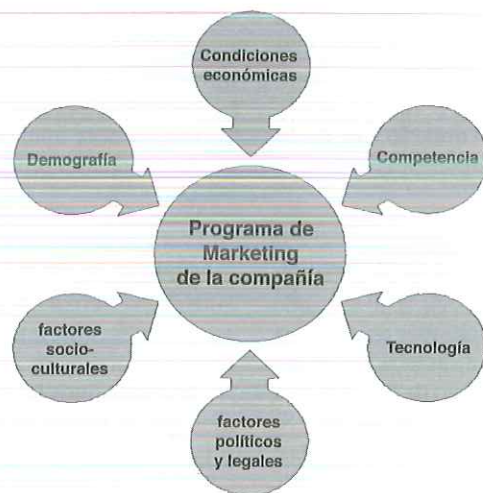 Condiciones
económicas
Demografía
Competencia
Programa de
Marketing
de la compañía
factores
socio-
culturales
Tecnología
factores
políticos
y legales